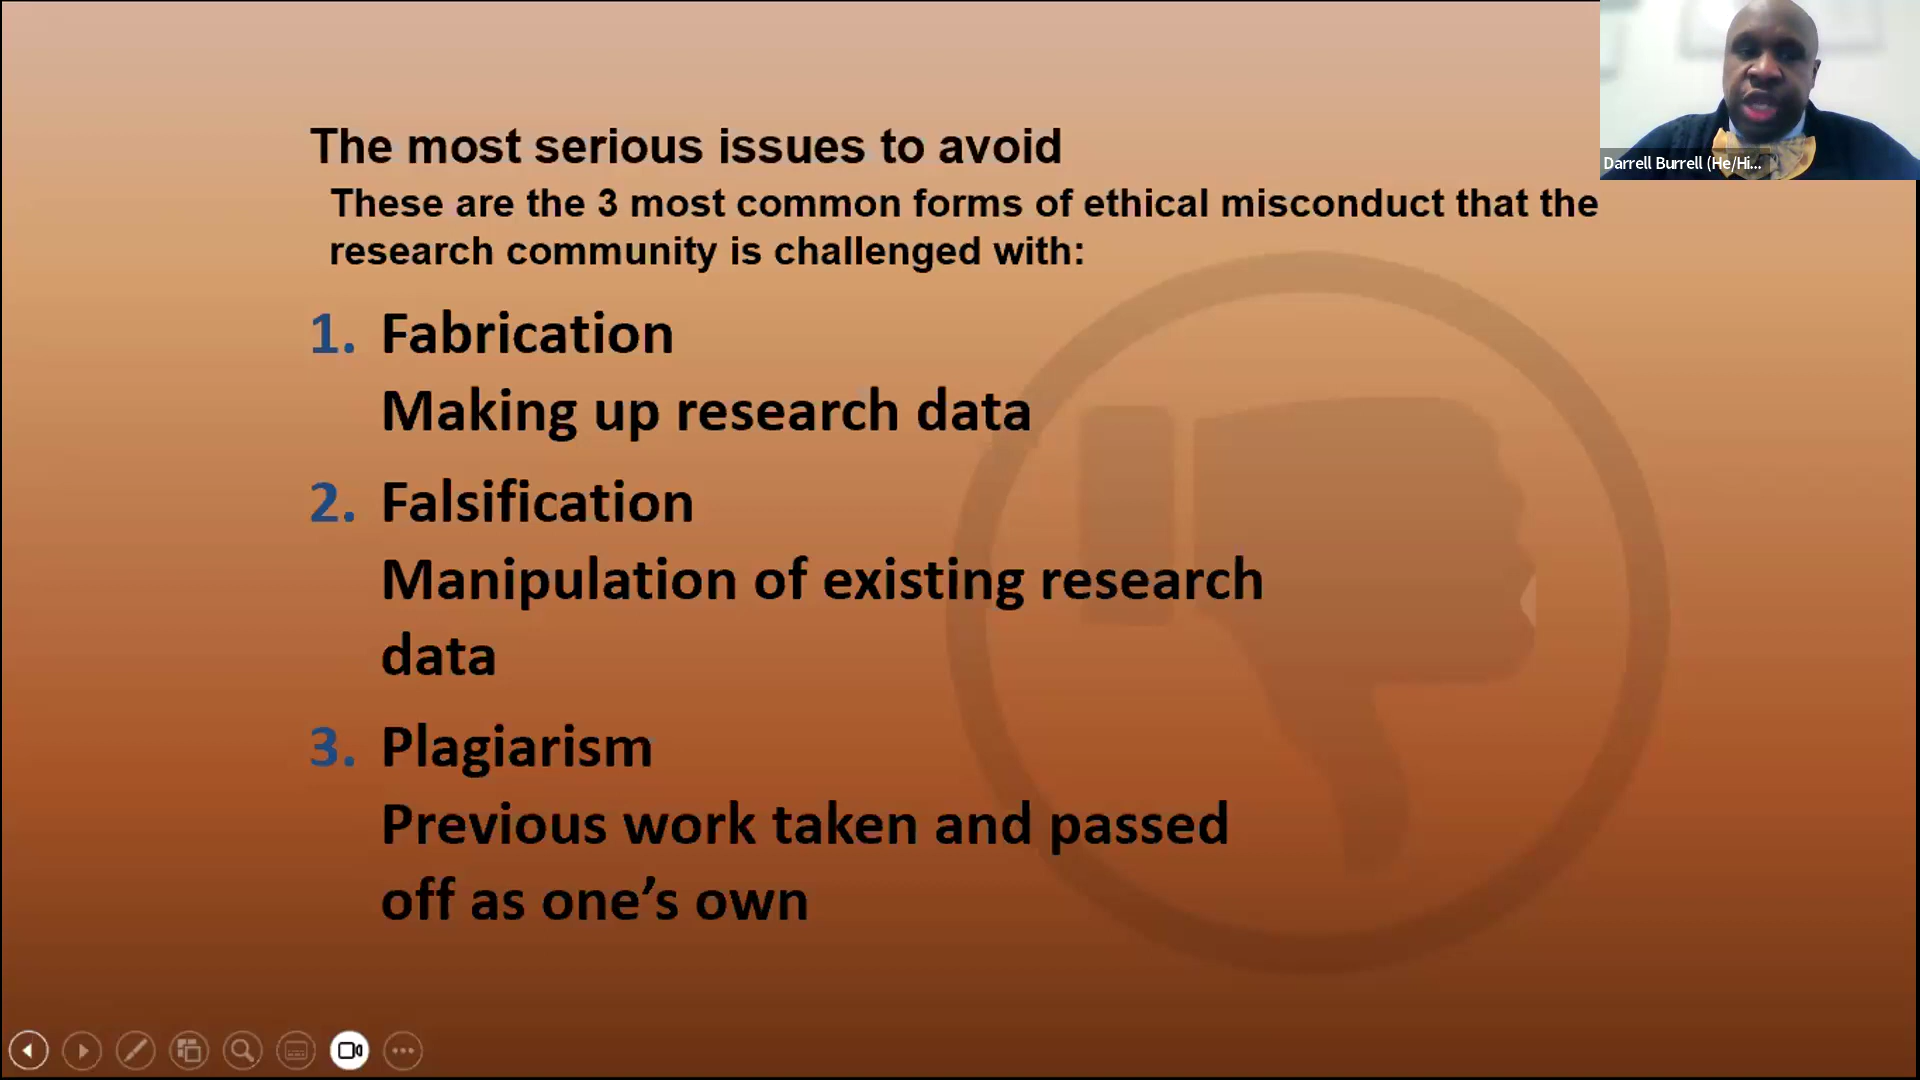 The most serious issues to avoid
Darrell Burrell (He/Hi...
These are the 3 most common forms of ethical misconduct that the
research community is challenged with:
1. Fabrication
Making up research data
2. Falsification
Manipulation of existing research
data
3. Plagiarism
Previous work taken and passed
off as one’s own